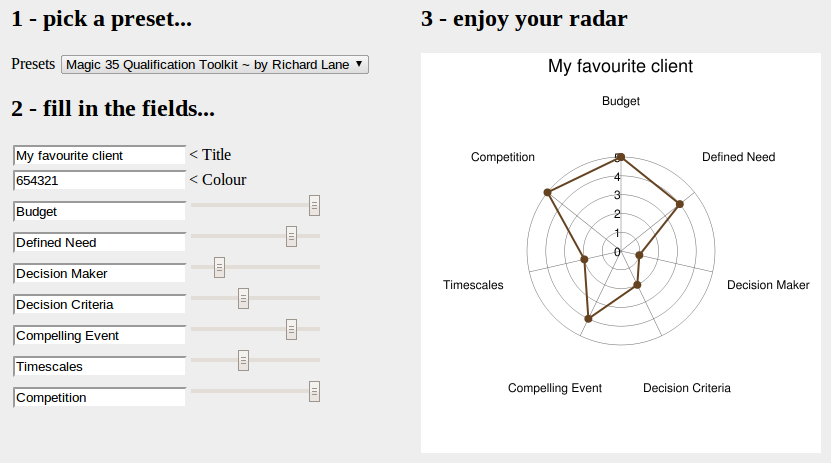 1 - pick a preset...
Presets Magic 35 Qualification Toolkit ~ by Richard Lane
2 - fill in the fields...
My favourite client < Title
654321 < Colour
Budget
Defined Need
Decision Maker
Decision Criteria
Compelling Event
Timescales
Competition
3 - enjoy your radar
My favourite client
Budget
Competition
Defined Need
5
4
3
2
1
0
Timescales
Decision Maker
Compelling Event
Decision Criteria